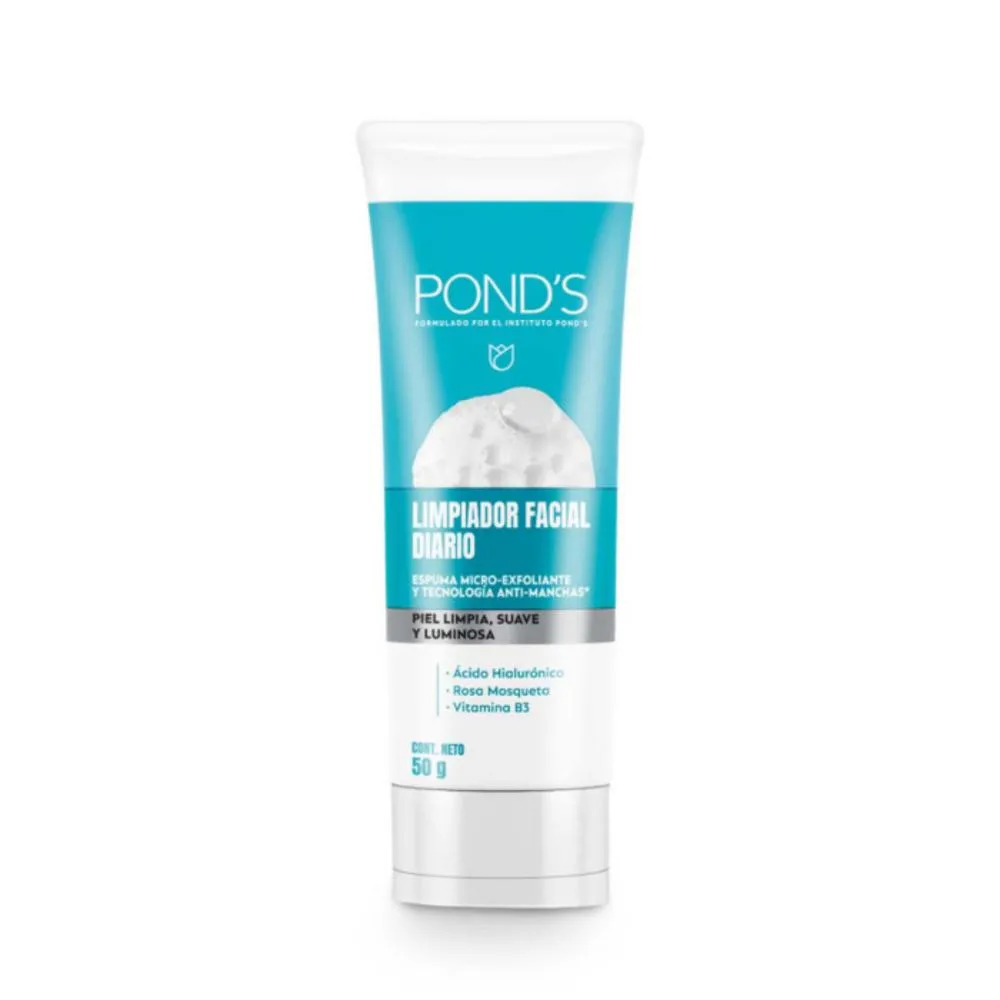 POND'S
FORMULADO POR EL INSTITUTO POND'S
LIMPIADOR FACIAL
DIARIO
ESPUMA MICRO-EXFOLIANTE
Y TECNOLOGÍA ANTI-MANCHAS*
PIEL LIMPIA, SUAVE
Y LUMINOSA
· Ácido Hialurónico
· Rosa Mosqueta
· Vitamina B3
CONT. NETO
50 g